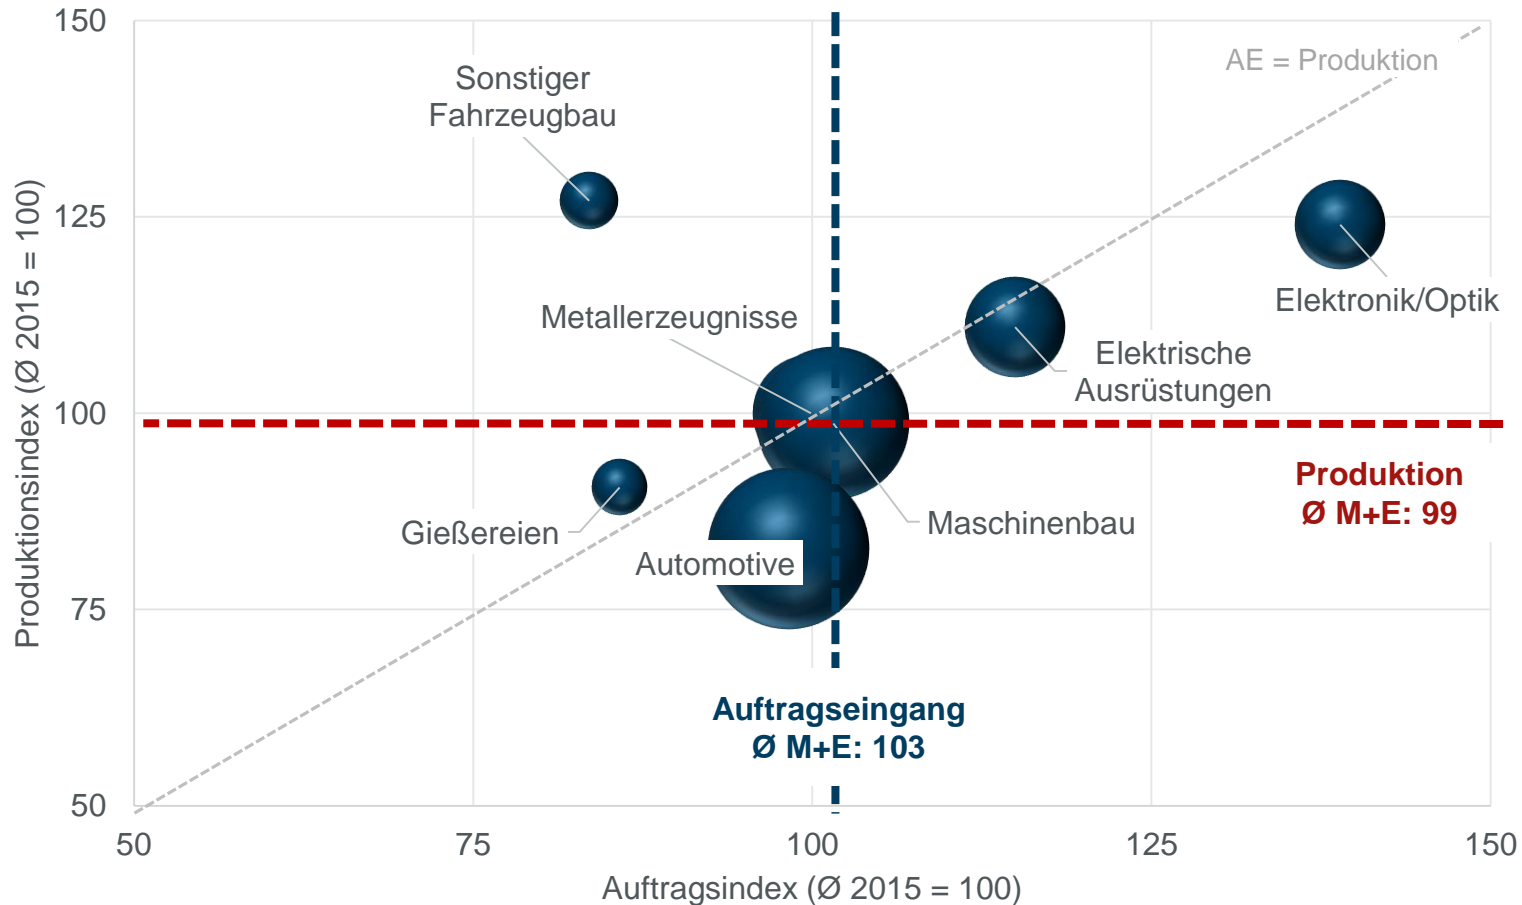 150
AE = Produktion
Sonstiger
Fahrzeugbau
125
Elektronik/Optik
Metallerzeugnisse
Elektrische
Ausrüstungen
100
Produktion
Ø M+E: 99
Gießereien
Maschinenbau
Automotive
75
Auftragseingang
Ø M+E: 103
50
Produktionsindex (Ø 2015 = 100)
50 75 100 125 150
Auftragsindex (Ø 2015 = 100)